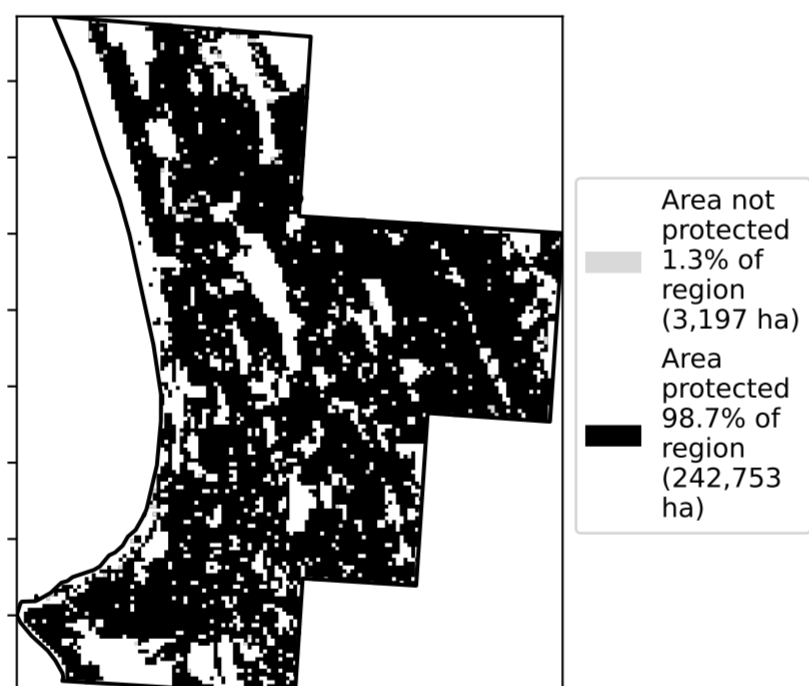 Area not
protected
1.3% of
region
(3,197 ha)
Area
protected
98.7% of
region
(242,753
ha)